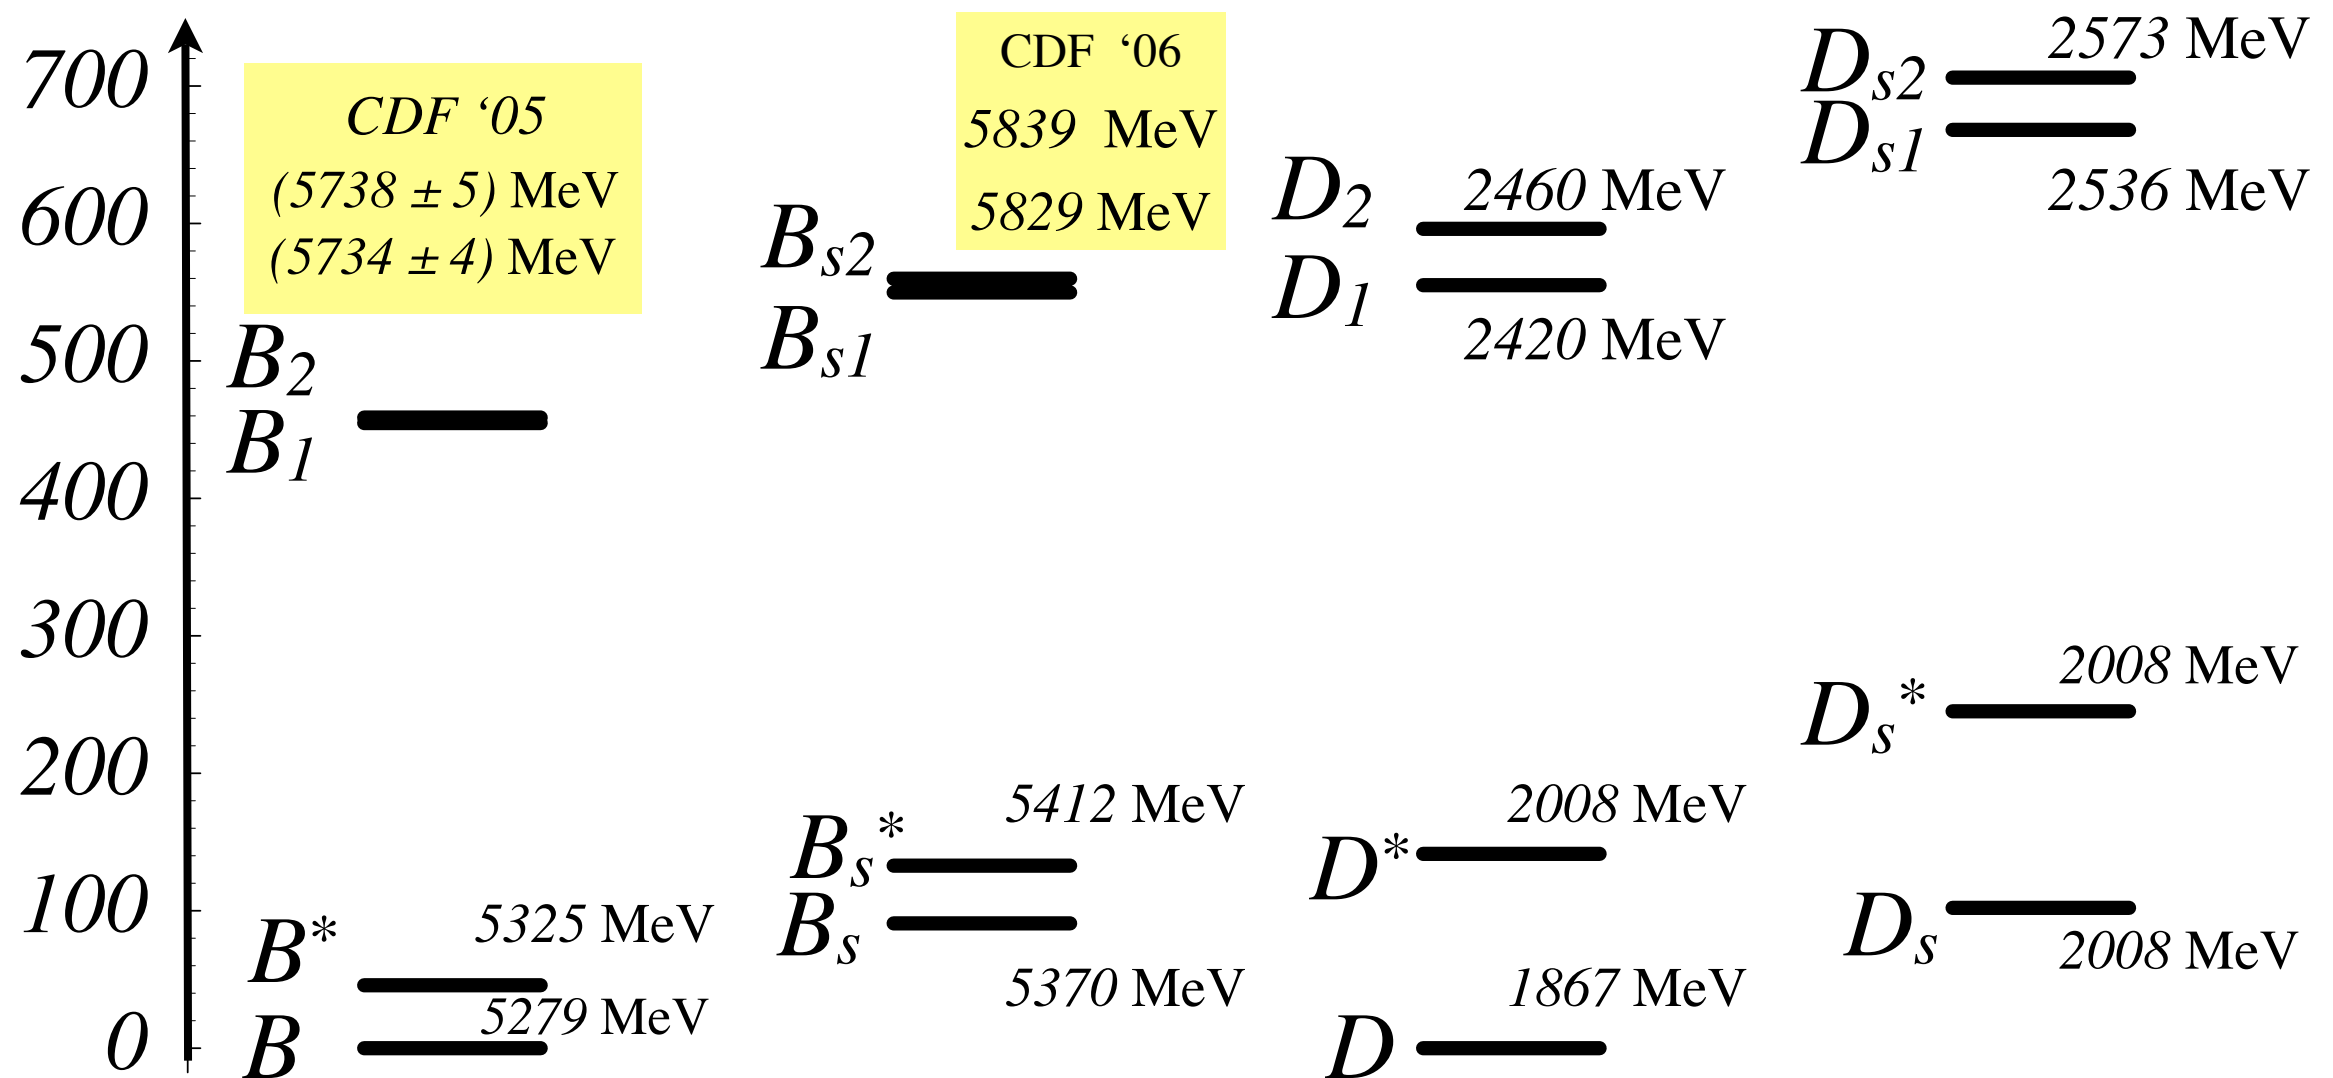 700
600
500
400
300
200
100
0
CDF ‘05
(5738 ± 5) MeV
(5734 ± 4) MeV
B2
B1
B*
5325 MeV
5279 MeV
B
CDF ‘06
5839 MeV
5829 MeV
Bs2
Bs1
5412 MeV
Bs*
Bs
5370 MeV
D2
2460 MeV
D1
2420 MeV
2008 MeV
D*
1867 MeV
D
2573 MeV
Ds2
Ds1
2536 MeV
2008 MeV
Ds*
Ds
2008 MeV